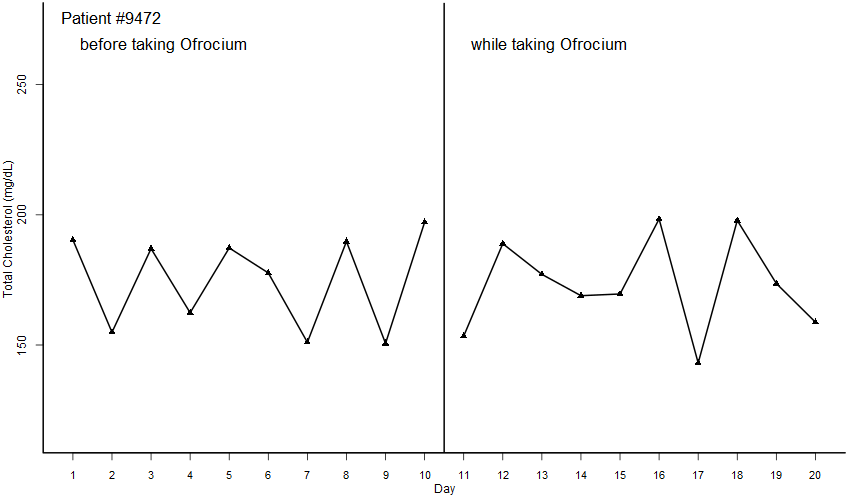 Patient #9472
before taking Ofrocium
while taking Ofrocium
Total Cholesterol (mg/dL)
250
200
150
1 2 3 4 5 6 7 8 9 10 11 12 13 14 15 16 17 18 19 20
Day